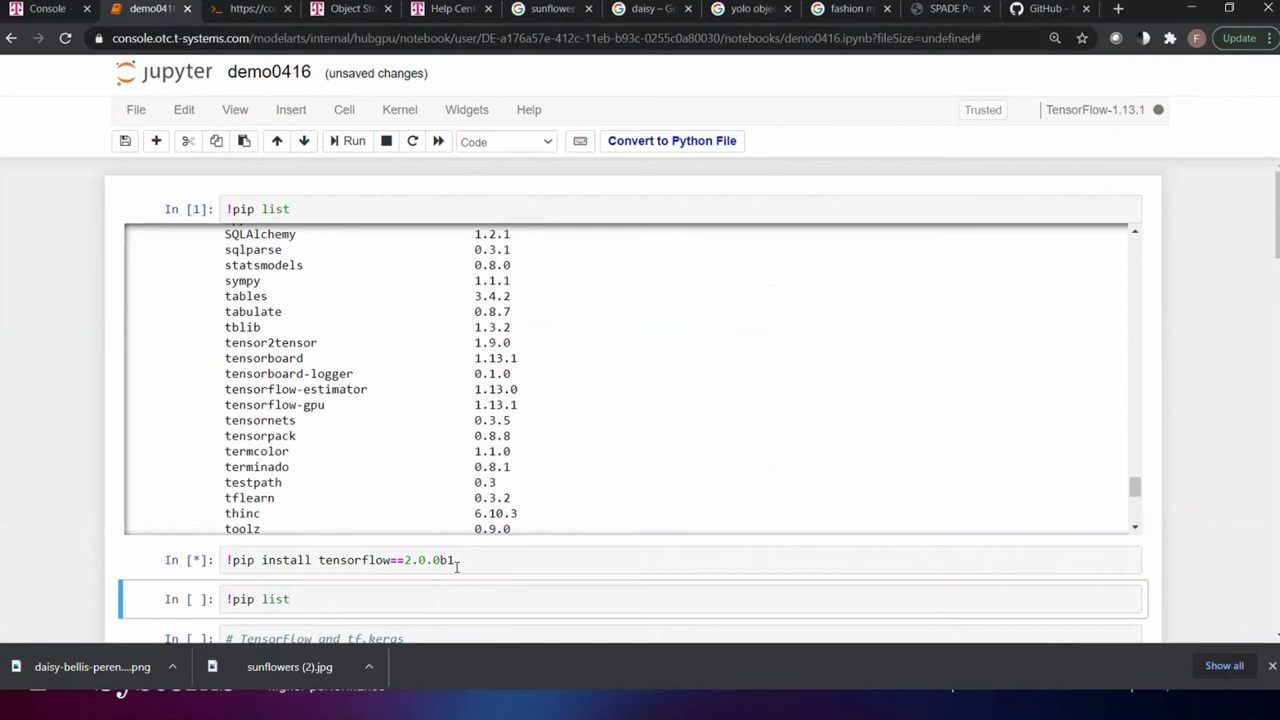 Console - demo0416 https://co Object Sto Help Cente sunflower daisy – Go yolo objec fashion m SPADE Pro GitHub - N
console.otc.t-systems.com/modelarts/internal/hubgpu/notebook/user/DE-a176a57e-412c-11eb-b93c-0255c0a80030/notebooks/demo0416.ipynb?fileSize=undefined#
F
Update
jupyter demo0416 (unsaved changes)
File Edit View Insert Cell Kernel Widgets Help Trusted TensorFlow-1.13.1
Run Code Convert to Python File
In [1]: !pip list
SQLAlchemy 1.2.1
sqlparse 0.3.1
statsmodels 0.8.0
sympy 1.1.1
tables 3.4.2
tabulate 0.8.7
tblib 1.3.2
tensor2tensor 1.9.0
tensorboard 1.13.1
tensorboard-logger 0.1.0
tensorflow-estimator 1.13.0
tensorflow-gpu 1.13.1
tensornets 0.3.5
tensorpack 0.8.8
termcolor 1.1.0
terminado 0.8.1
testpath 0.3
tflearn 0.3.2
thinc 6.10.3
toolz 0.9.0
In [*]: !pip install tensorflow==2.0.0b1
In [ ]: !pip list
In [ ]: # TensorFlow and tf.keras
daisy-bellis-peren....png sunflowers (2).jpg Show all